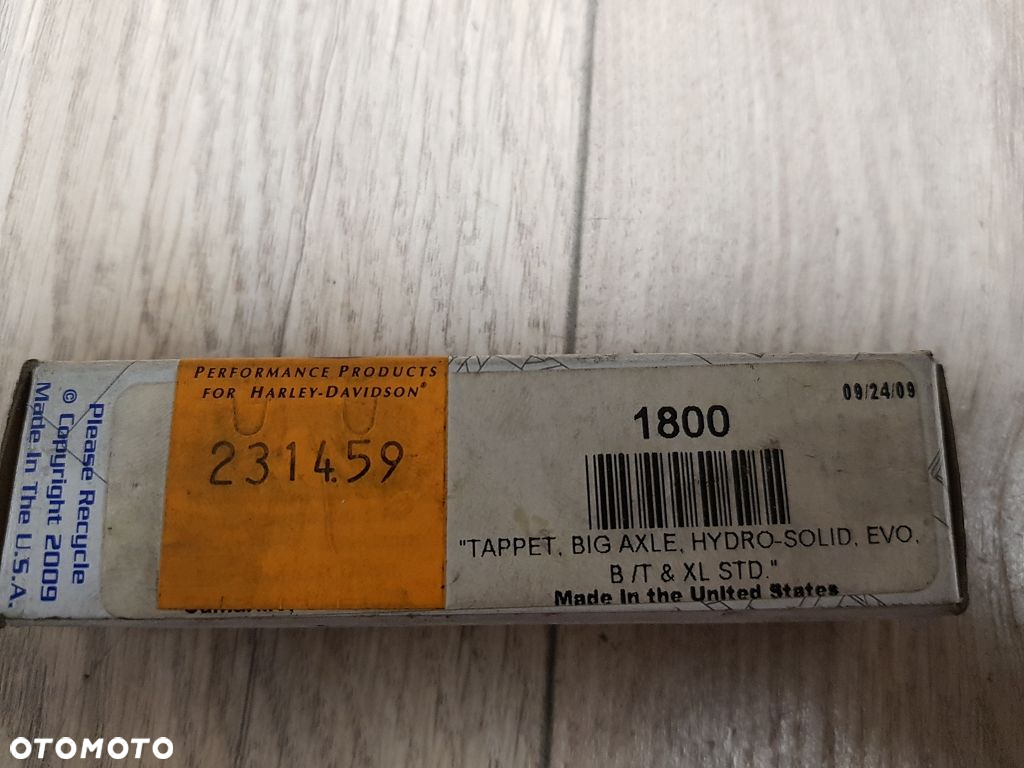 Please Recycle
© Copyright 2009
Made In The U.S.A.
PERFORMANCE PRODUCTS
FOR HARLEY-DAVIDSON®
231459
09/24/09
1800
"TAPPET, BIG AXLE, HYDRO-SOLID, EVO,
B/T & XL STD."
Made in the United States
OTOMOTO